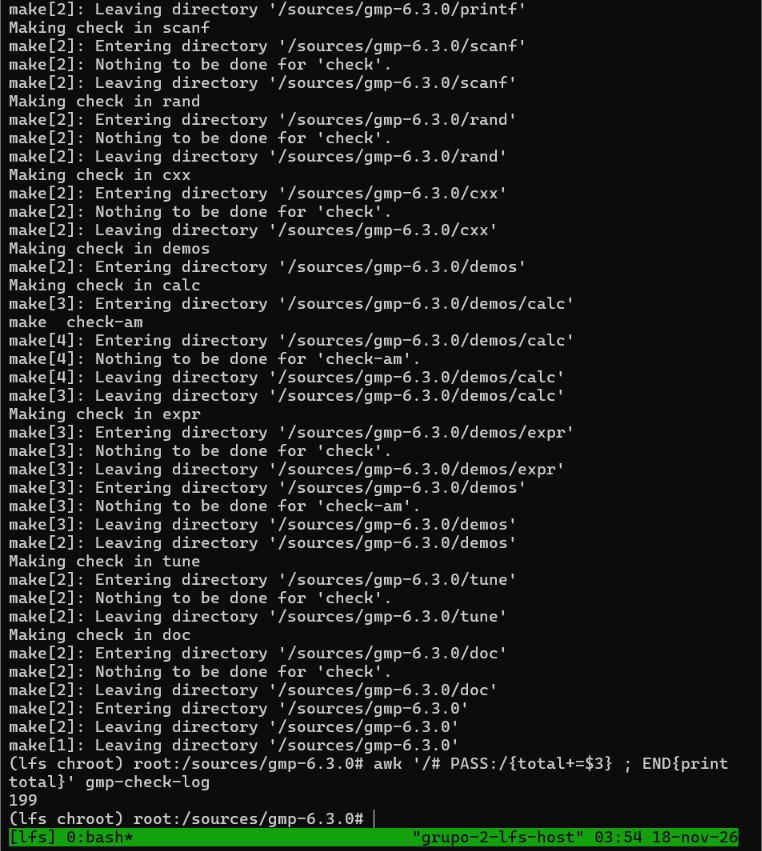 make[2]: Leaving directory '/sources/gmp-6.3.0/printf'
Making check in scanf
make[2]: Entering directory '/sources/gmp-6.3.0/scanf'
make[2]: Nothing to be done for 'check'.
make[2]: Leaving directory '/sources/gmp-6.3.0/scanf'
Making check in rand
make[2]: Entering directory '/sources/gmp-6.3.0/rand'
make[2]: Nothing to be done for 'check'.
make[2]: Leaving directory '/sources/gmp-6.3.0/rand'
Making check in cxx
make[2]: Entering directory '/sources/gmp-6.3.0/cxx'
make[2]: Nothing to be done for 'check'.
make[2]: Leaving directory '/sources/gmp-6.3.0/cxx'
Making check in demos
make[2]: Entering directory '/sources/gmp-6.3.0/demos'
Making check in calc
make[3]: Entering directory '/sources/gmp-6.3.0/demos/calc'
make  check-am
make[4]: Entering directory '/sources/gmp-6.3.0/demos/calc'
make[4]: Nothing to be done for 'check-am'.
make[4]: Leaving directory '/sources/gmp-6.3.0/demos/calc'
make[3]: Leaving directory '/sources/gmp-6.3.0/demos/calc'
Making check in expr
make[3]: Entering directory '/sources/gmp-6.3.0/demos/expr'
make[3]: Nothing to be done for 'check'.
make[3]: Leaving directory '/sources/gmp-6.3.0/demos/expr'
make[3]: Entering directory '/sources/gmp-6.3.0/demos'
make[3]: Nothing to be done for 'check-am'.
make[3]: Leaving directory '/sources/gmp-6.3.0/demos'
make[2]: Leaving directory '/sources/gmp-6.3.0/demos'
Making check in tune
make[2]: Entering directory '/sources/gmp-6.3.0/tune'
make[2]: Nothing to be done for 'check'.
make[2]: Leaving directory '/sources/gmp-6.3.0/tune'
Making check in doc
make[2]: Entering directory '/sources/gmp-6.3.0/doc'
make[2]: Nothing to be done for 'check'.
make[2]: Leaving directory '/sources/gmp-6.3.0/doc'
make[2]: Entering directory '/sources/gmp-6.3.0'
make[2]: Leaving directory '/sources/gmp-6.3.0'
make[1]: Leaving directory '/sources/gmp-6.3.0'
(lfs chroot) root:/sources/gmp-6.3.0# awk '/# PASS:/{total+=$3} ; END{print
total}' gmp-check-log
199
(lfs chroot) root:/sources/gmp-6.3.0#
[lfs] 0:bash* "grupo-2-lfs-host" 03:54 18-nov-26